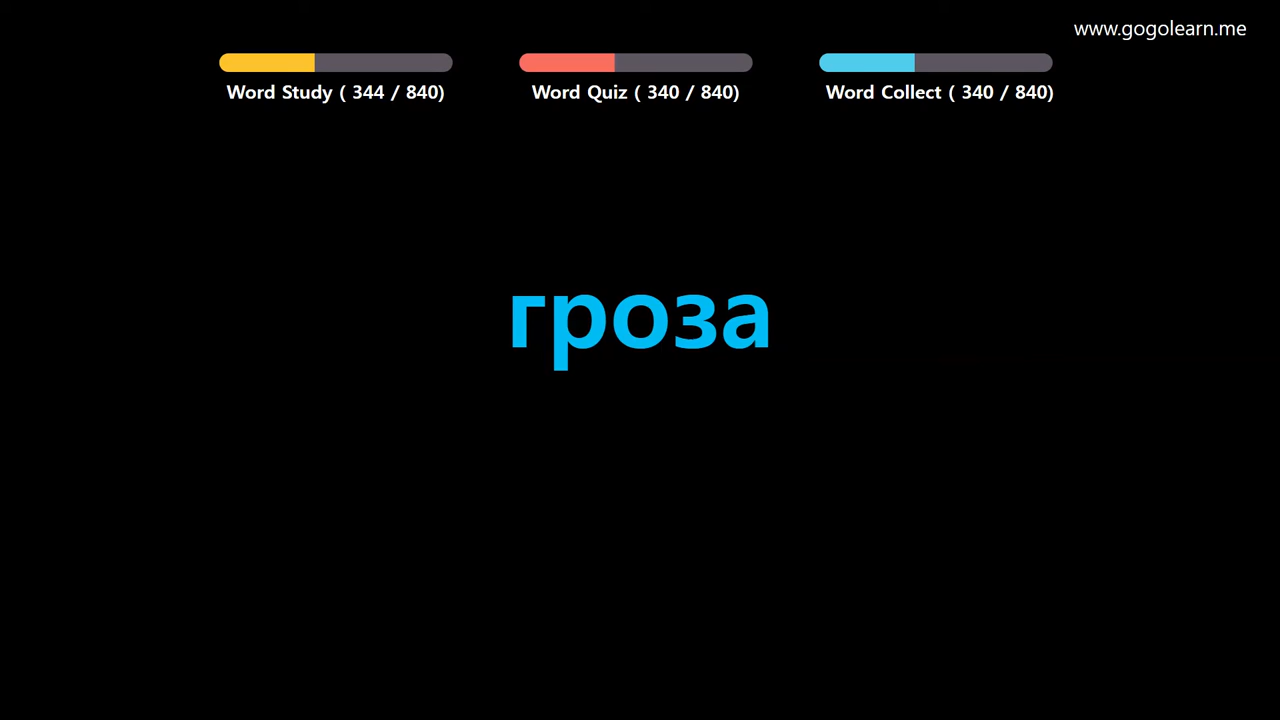 www.gogolearn.me
Word Study ( 344 / 840)
Word Quiz ( 340 / 840)
Word Collect ( 340 / 840)
гроза